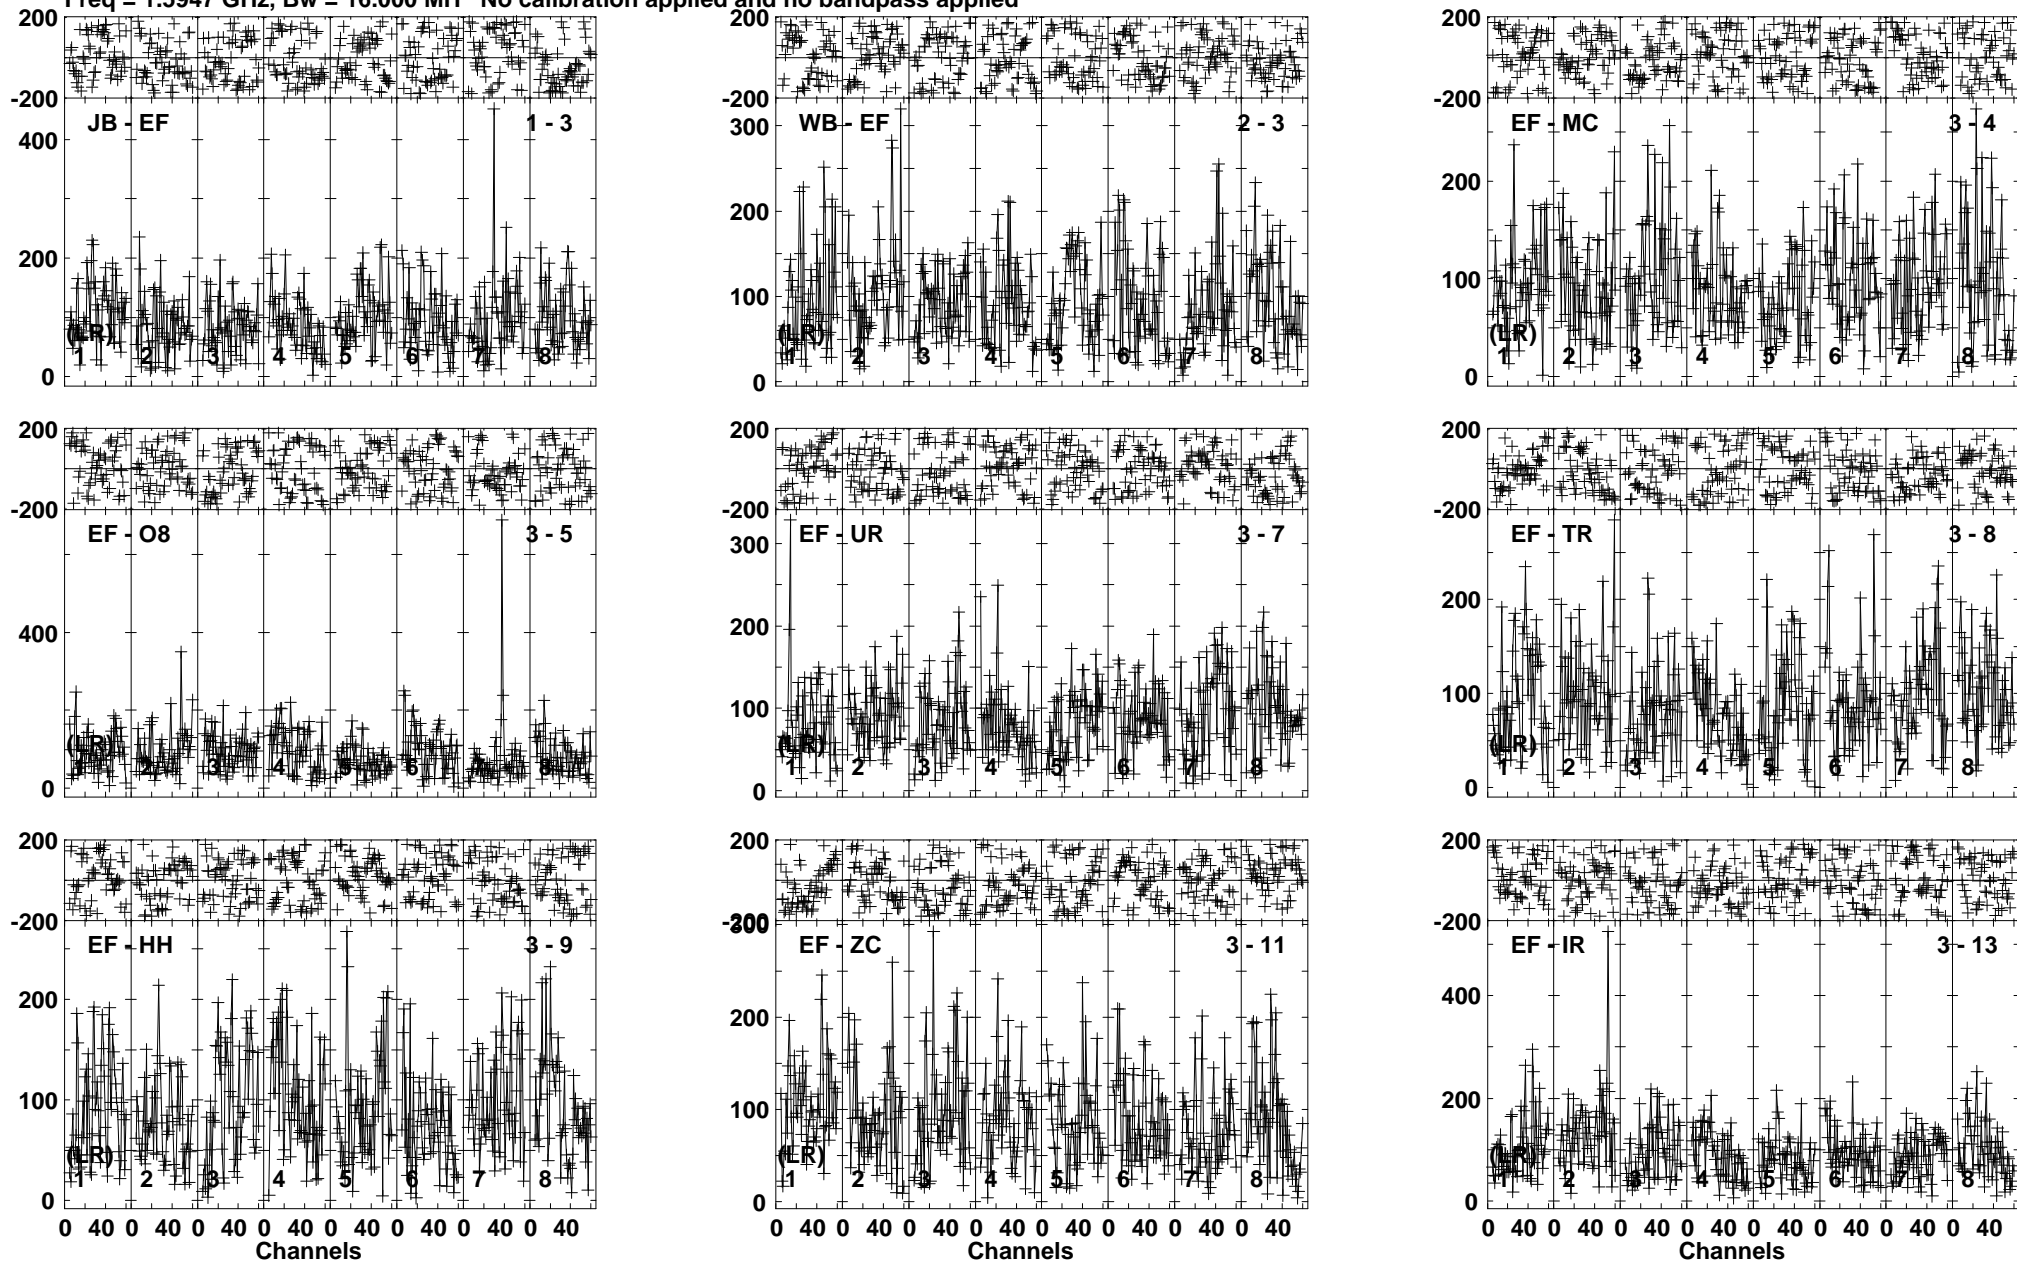 Freq = 1.5947 GHz, Bw = 16.000 MH No calibration applied and no bandpass applied
200 200 200
-200 -200 -200
JB - EF 1 - 3 WB - EF 2 - 3 EF - MC 3 - 4
400 300
200 200 200
100 100
(LR) (LR) (LR)
1 2 3 4 5 6 7 8 1 2 3 4 5 6 7 8 1 2 3 4 5 6 7 8
0 0 0
200 200 200
-200 -200 -200
EF - O8 3 - 5 EF - UR 3 - 7 EF - TR 3 - 8
400 300
200 200
100 100
(LR) (LR) (LR)
1 2 3 4 5 6 7 8 1 2 3 4 5 6 7 8 1 2 3 4 5 6 7 8
0 0 0
200 200 200
-200 -200 -200
300
EF - HH 3 - 9 EF - ZC 3 - 11 EF - IR 3 - 13
200 200 400
100 100 200
(LR) (LR) (LR)
1 2 3 4 5 6 7 8 1 2 3 4 5 6 7 8 1 2 3 4 5 6 7 8
0 0 0
0 40 0 40 0 40 0 40 0 40 0 40 0 40 0 40 0 40 0 40 0 40 0 40 0 40 0 40 0 40 0 40 0 40 0 40 0 40 0 40 0 40 0 40 0 40 0 40
Channels Channels